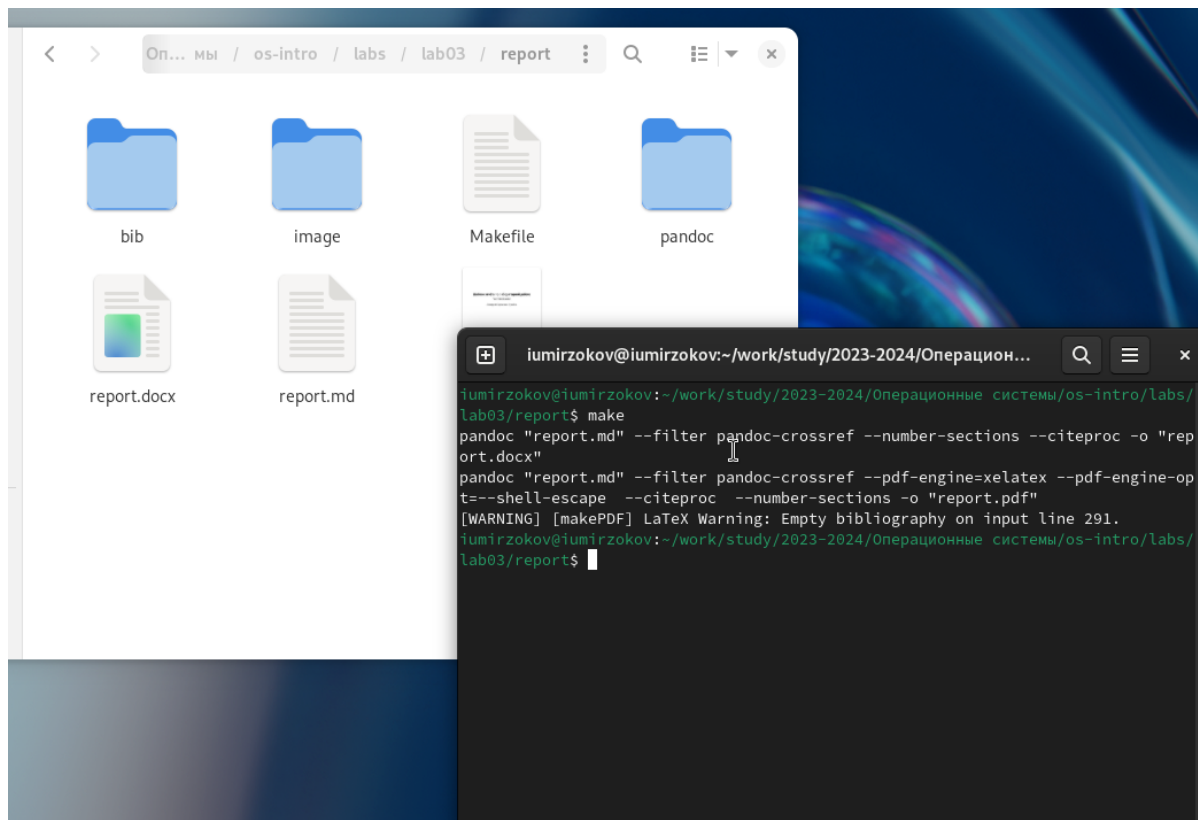 Оп... мы / os-intro / labs / lab03 / report
bib
image
Makefile
pandoc
report.docx
report.md
iumirzokov@iumirzokov:~/work/study/2023-2024/Операцион...
iumirzokov@iumirzokov:~/work/study/2023-2024/Операционные системы/os-intro/labs/
lab03/report$ make
pandoc "report.md" --filter pandoc-crossref --number-sections --citeproc -o "rep
ort.docx"
pandoc "report.md" --filter pandoc-crossref --pdf-engine=xelatex --pdf-engine-op
t=--shell-escape  --citeproc  --number-sections -o "report.pdf"
[WARNING] [makePDF] LaTeX Warning: Empty bibliography on input line 291.
iumirzokov@iumirzokov:~/work/study/2023-2024/Операционные системы/os-intro/labs/
lab03/report$